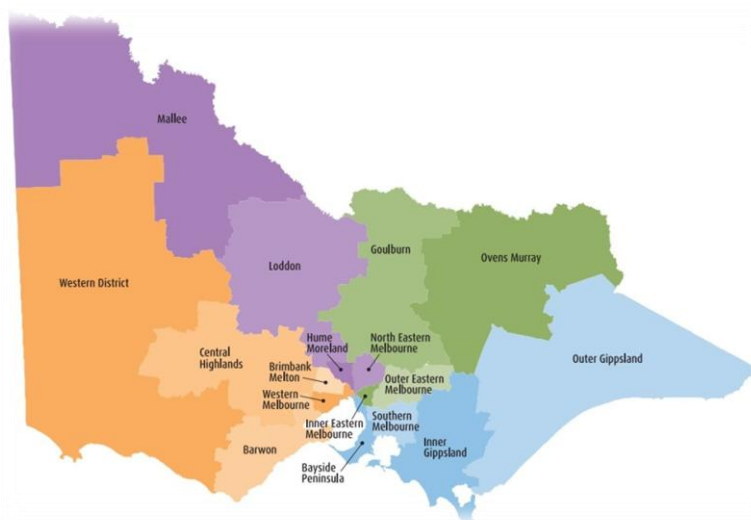 Mallee
Western District
Loddon
Goulburn
Ovens Murray
Outer Gippsland
Central
Highlands
Hume
Moreland
North Eastern
Melbourne
Brimbank
Melton
Outer Eastern
Melbourne
Western
Melbourne
Inner Eastern
Melbourne
Southern
Melbourne
Barwon
Bayside
Peninsula
Inner
Gippsland